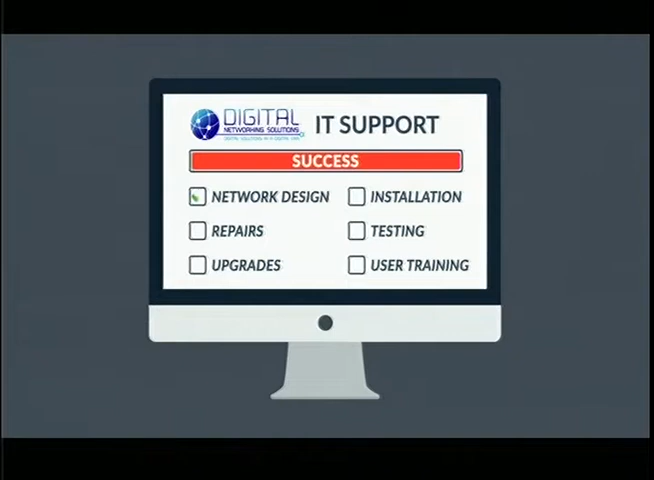 DIGITAL
NETWORKING SOLUTIONS
IT SUPPORT
SUCCESS
NETWORK DESIGN
INSTALLATION
REPAIRS
TESTING
UPGRADES
USER TRAINING